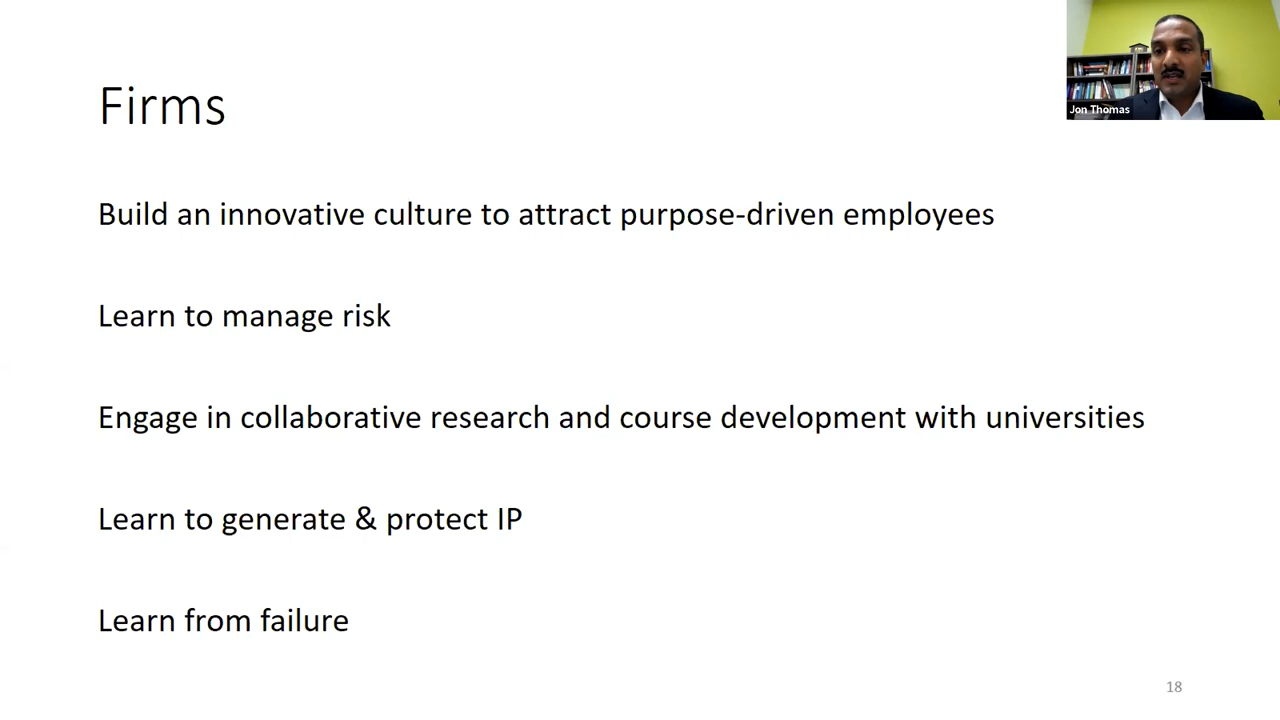 Firms
Jon Thomas
Build an innovative culture to attract purpose-driven employees
Learn to manage risk
Engage in collaborative research and course development with universities
Learn to generate & protect IP
Learn from failure
18